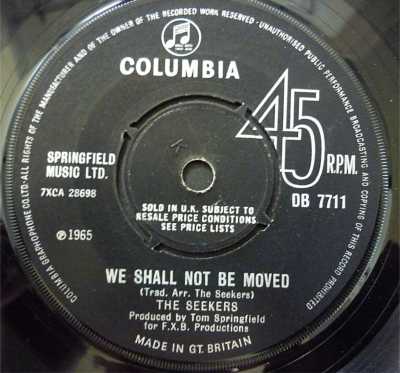 ALL RIGHTS OF THE MANUFACTURER AND OF THE OWNER OF THE RECORDED WORK RESERVED · UNAUTHORISED PUBLIC PERFORMANCE BROADCASTING AND COPYING OF THIS RECORD PROHIBITED
COLUMBIA GRAPHOPHONE CO. LTD.
COLUMBIA
45
R.P.M.
SPRINGFIELD
MUSIC LTD.
7XCA 28698
K
DB 7711
SOLD IN U.K. SUBJECT TO
RESALE PRICE CONDITIONS,
SEE PRICE LISTS
Ⓟ1965
WE SHALL NOT BE MOVED
(Trad. Arr. The Seekers)
THE SEEKERS
Produced by Tom Springfield
for F.X.B. Productions
MADE IN GT. BRITAIN